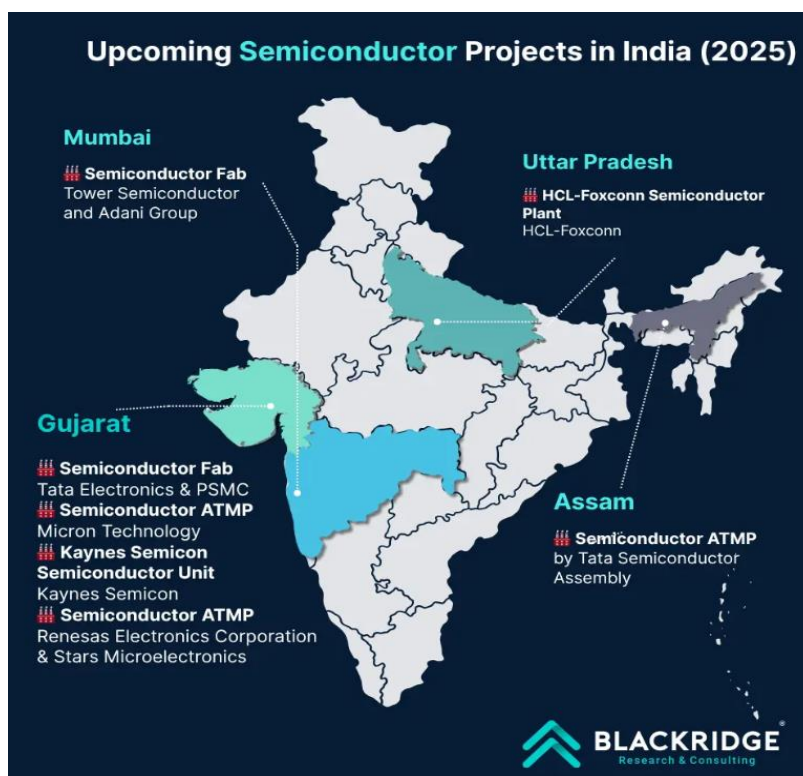 Upcoming Semiconductor Projects in India (2025)
Mumbai
Semiconductor Fab
Tower Semiconductor
and Adani Group
Uttar Pradesh
HCL-Foxconn Semiconductor
Plant
HCL-Foxconn
Gujarat
Semiconductor Fab
Tata Electronics & PSMC
Semiconductor ATMP
Micron Technology
Kaynes Semicon
Semiconductor Unit
Kaynes Semicon
Semiconductor ATMP
Renesas Electronics Corporation
& Stars Microelectronics
Assam
Semiconductor ATMP
by Tata Semiconductor
Assembly
BLACKRIDGE®
Research & Consulting